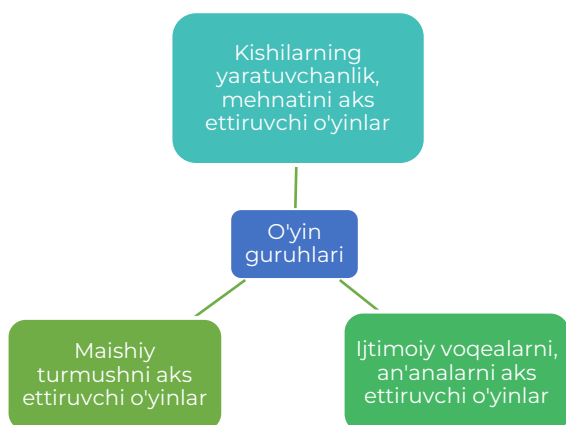 Kishilarning
yaratuvchanlik,
mehnatini aks
ettiruvchi o'yinlar
O'yin
guruhlari
Maishiy
turmushni aks
ettiruvchi o'yinlar
Ijtimoiy voqealarni,
an'analarni aks
ettiruvchi o'yinlar